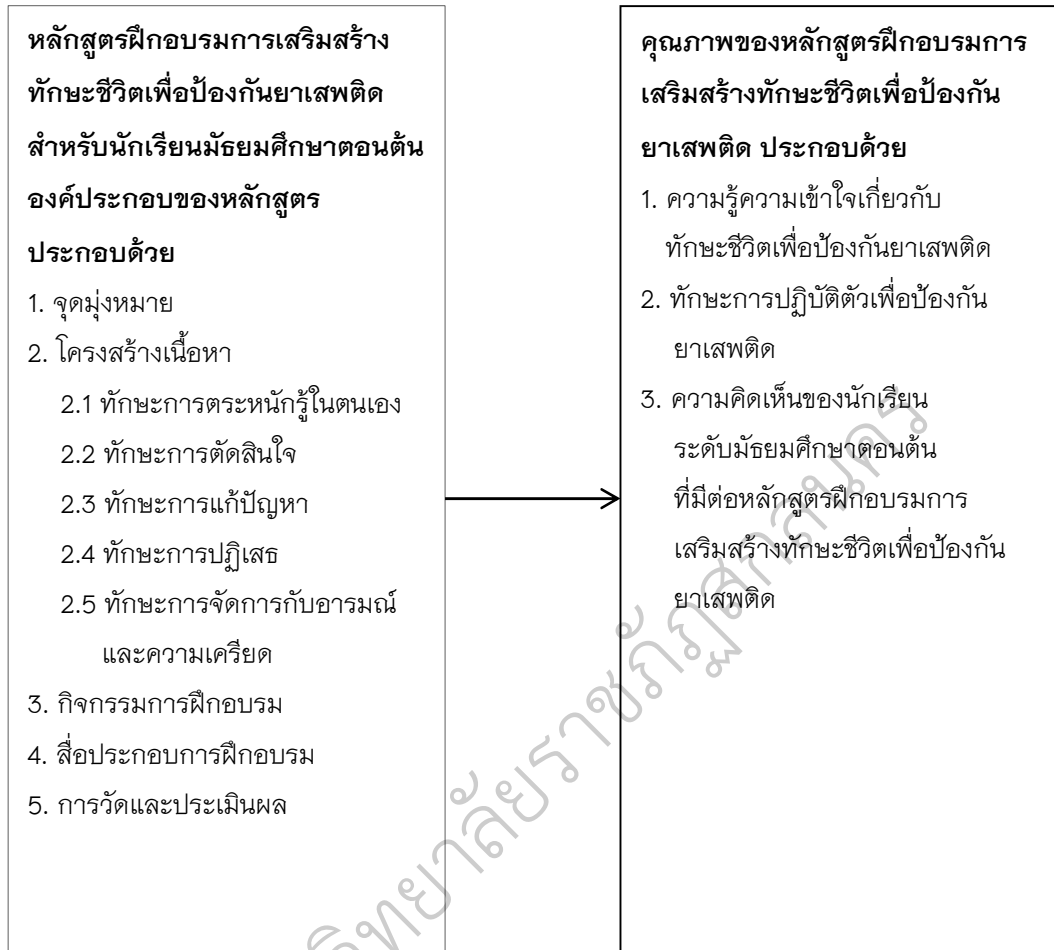 หลักสูตรฝึกอบรมการเสริมสร้าง
ทักษะชีวิตเพื่อป้องกันยาเสพติด
สำหรับนักเรียนมัธยมศึกษาตอนต้น
องค์ประกอบของหลักสูตร
ประกอบด้วย
1. จุดมุ่งหมาย
2. โครงสร้างเนื้อหา
2.1 ทักษะการตระหนักรู้ในตนเอง
2.2 ทักษะการตัดสินใจ
2.3 ทักษะการแก้ปัญหา
2.4 ทักษะการปฏิเสธ
2.5 ทักษะการจัดการกับอารมณ์
และความเครียด
3. กิจกรรมการฝึกอบรม
4. สื่อประกอบการฝึกอบรม
5. การวัดและประเมินผล
คุณภาพของหลักสูตรฝึกอบรมการ
เสริมสร้างทักษะชีวิตเพื่อป้องกัน
ยาเสพติด ประกอบด้วย
1. ความรู้ความเข้าใจเกี่ยวกับ
ทักษะชีวิตเพื่อป้องกันยาเสพติด
2. ทักษะการปฏิบัติตัวเพื่อป้องกัน
ยาเสพติด
3. ความคิดเห็นของนักเรียน
ระดับมัธยมศึกษาตอนต้น
ที่มีต่อหลักสูตรฝึกอบรมการ
เสริมสร้างทักษะชีวิตเพื่อป้องกัน
ยาเสพติด
วิทยาลัยราชภัฏสกลนคร